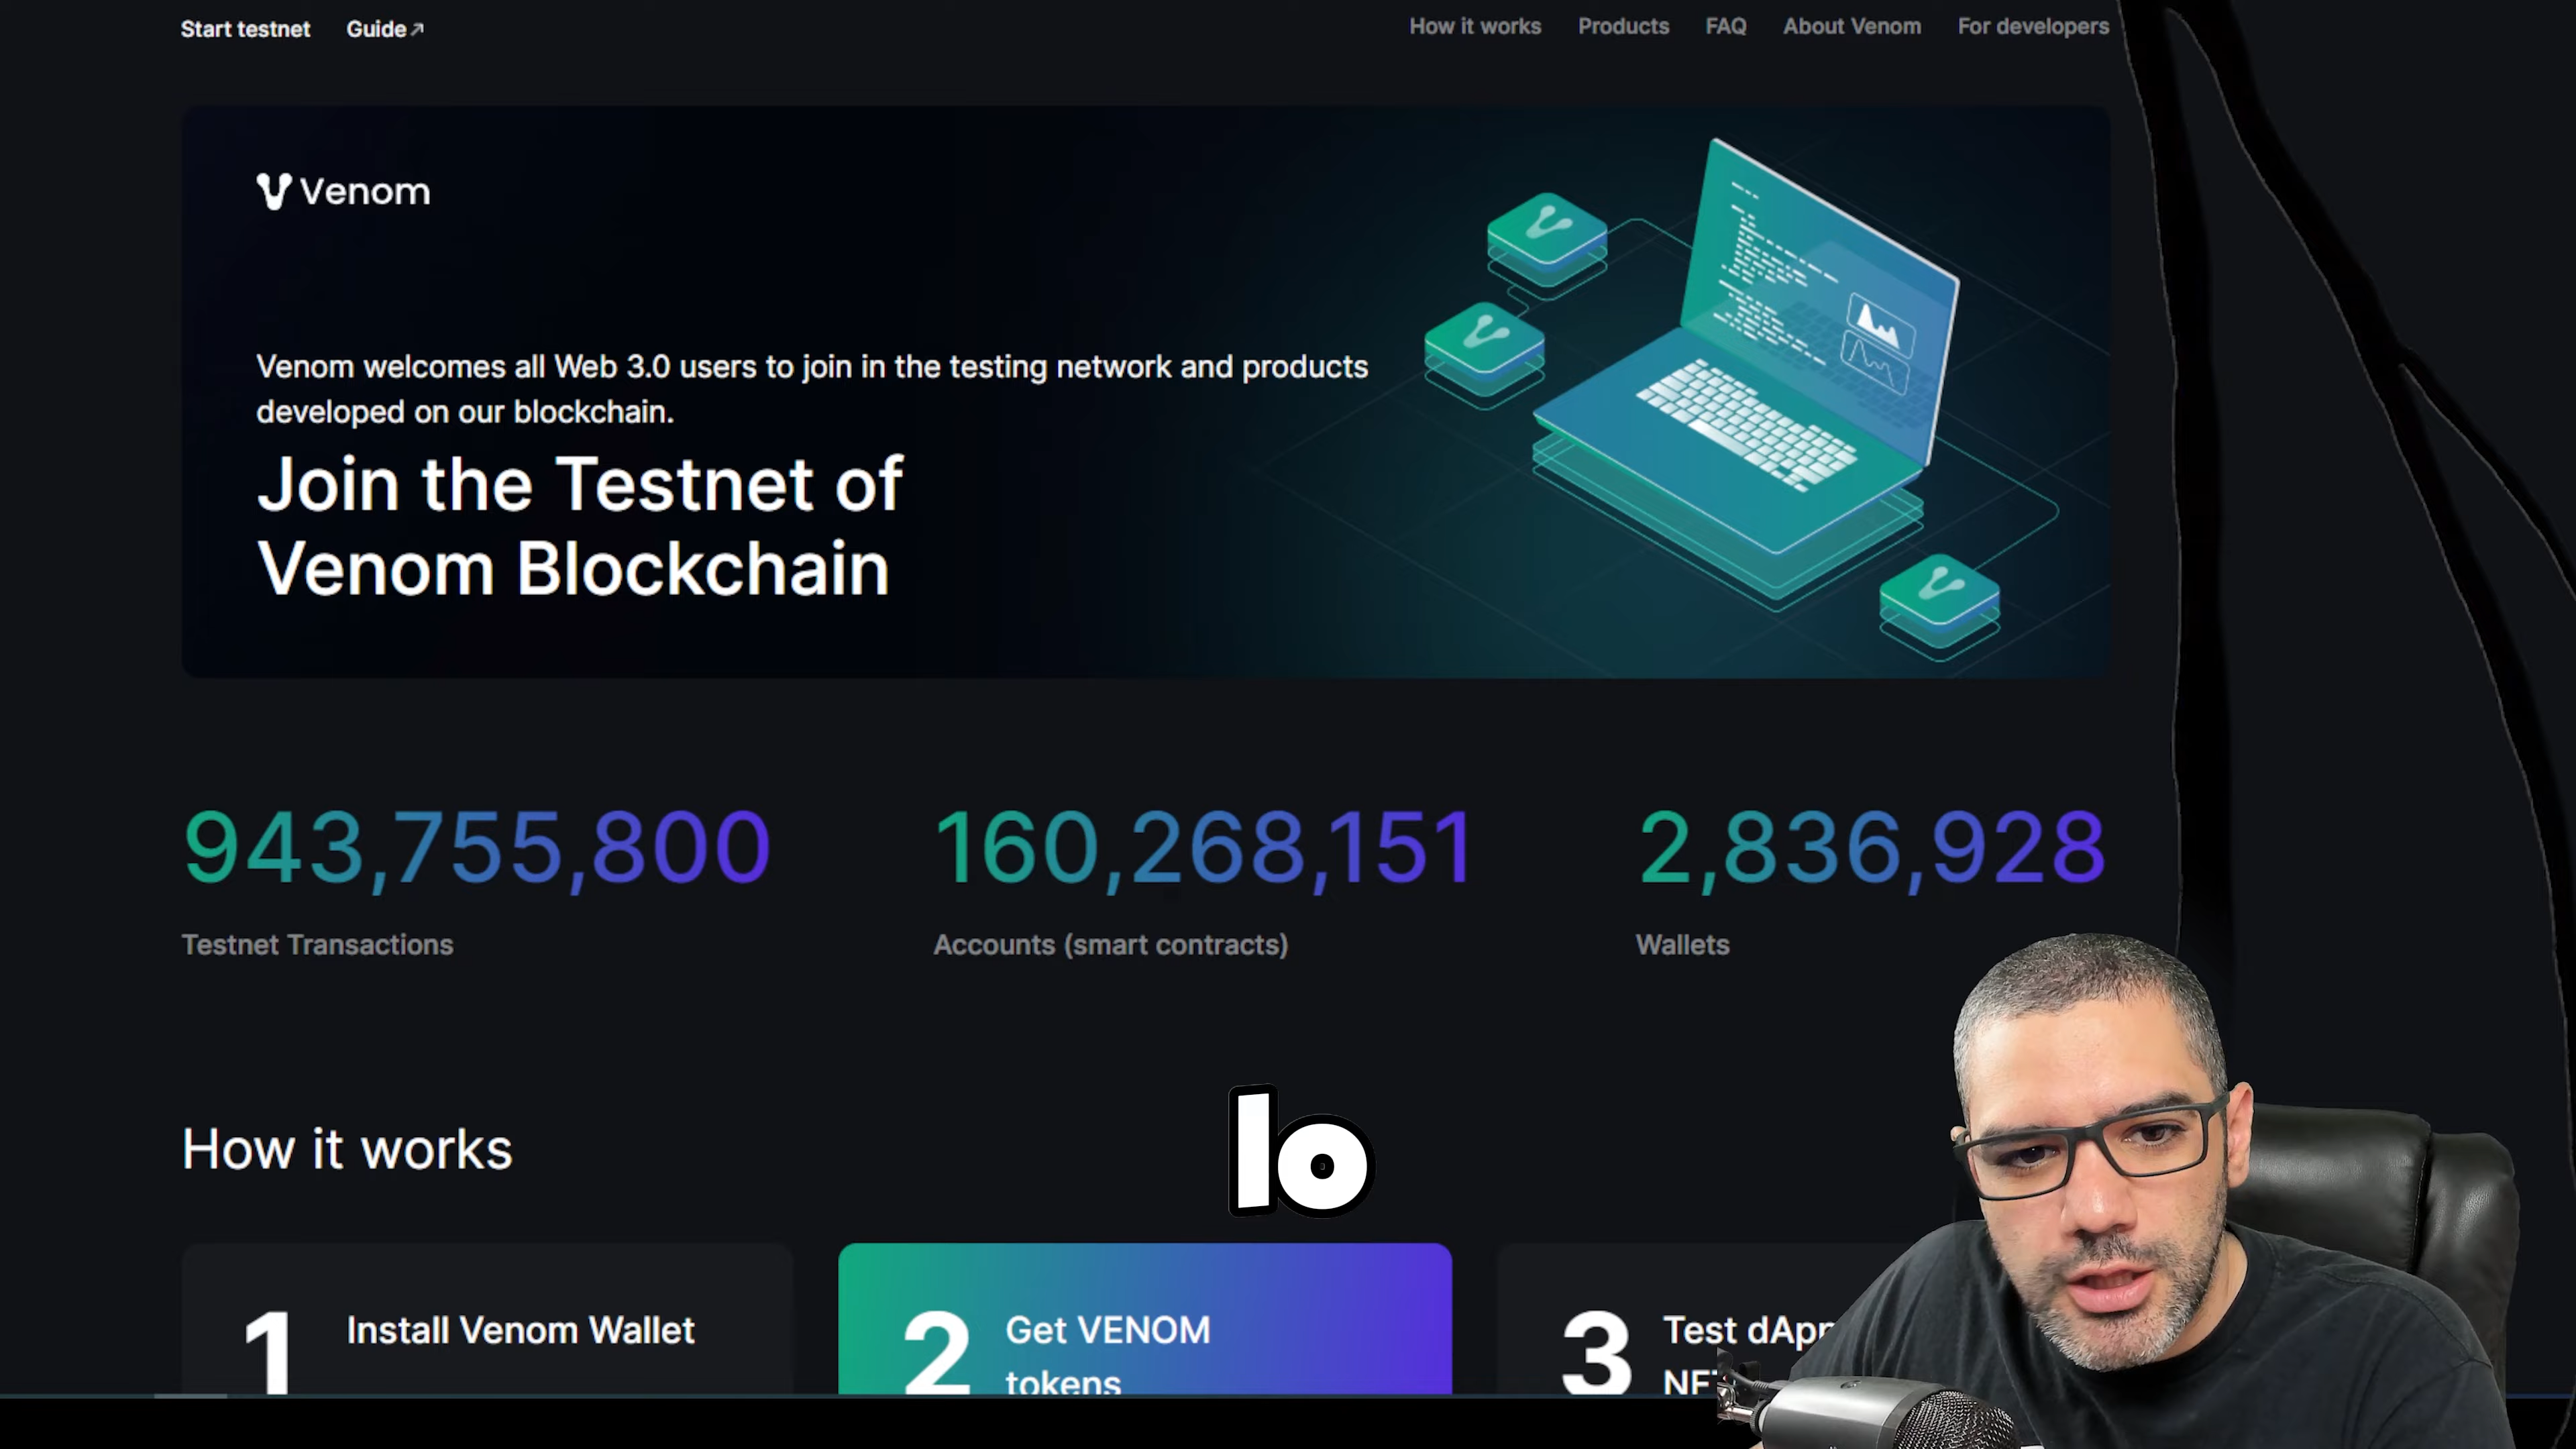 Start testnet Guide
How it works Products FAQ About Venom For developers
Venom
Venom welcomes all Web 3.0 users to join in the testing network and products
developed on our blockchain.
Join the Testnet of
Venom Blockchain
943,755,800
Testnet Transactions
160,268,151
Accounts (smart contracts)
2,836,928
Wallets
lo
How it works
1
Install Venom Wallet
2
Get VENOM
tokens
3
Test